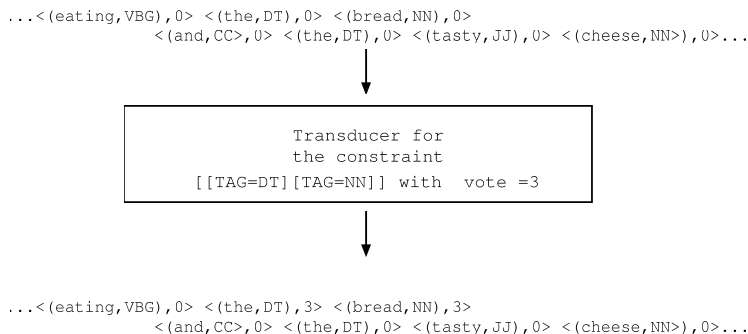 ...<(eating,VBG),0> <(the,DT),0> <(bread,NN),0>
<(and,CC>,0> <(the,DT),0> <(tasty,JJ),0> <(cheese,NN>),0>...
Transducer for
the constraint
[[TAG=DT][TAG=NN]] with vote =3
...<(eating,VBG),0> <(the,DT),3> <(bread,NN),3>
<(and,CC>,0> <(the,DT),0> <(tasty,JJ),0> <(cheese,NN>),0>...